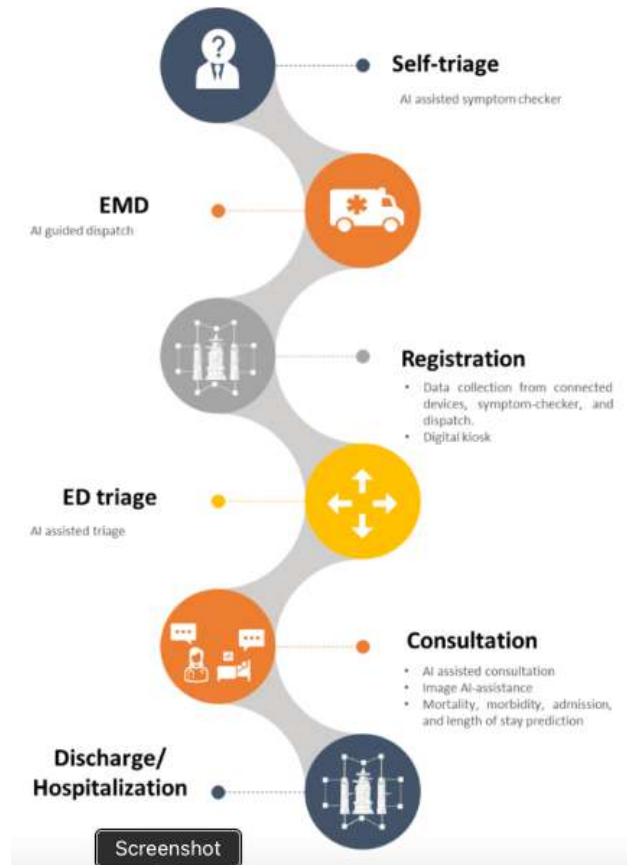 ?
Self-triage
AI assisted symptom checker
EMD
AI guided dispatch
Registration
• Data collection from connected
devices, symptom-checker, and
dispatch.
• Digital kiosk
ED triage
AI assisted triage
Consultation
• AI assisted consultation
• Image AI-assistance
• Mortality, morbidity, admission,
and length of stay prediction
Discharge/
Hospitalization
Screenshot